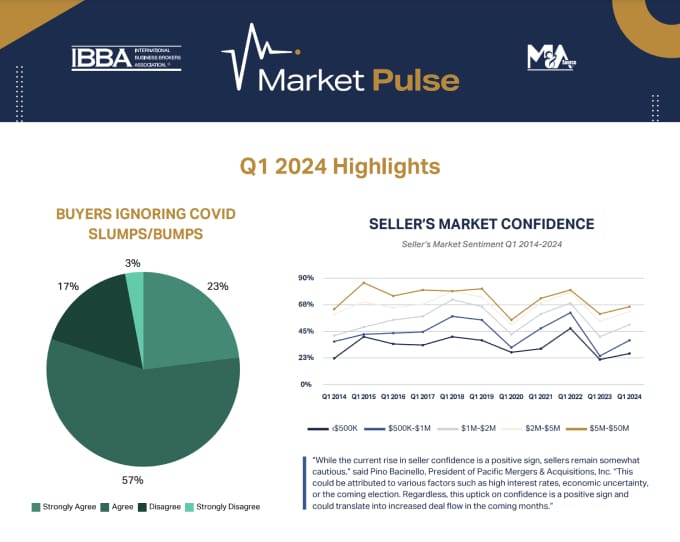 IBBA
INTERNATIONAL
BUSINESS BROKERS
ASSOCIATION ®
Market Pulse
M&A
Source
Q1 2024 Highlights
BUYERS IGNORING COVID
SLUMPS/BUMPS
3%
17%
23%
57%
Strongly Agree Agree Disagree Strongly Disagree
SELLER'S MARKET CONFIDENCE
Seller's Market Sentiment Q1 2014-2024
90%
68%
45%
23%
0%
Q1 2014 Q1 2015 Q1 2016 Q1 2017 Q1 2018 Q1 2019 Q1 2020 Q1 2021 Q1 2022 Q1 2023 Q1 2024
<$500K $500K-$1M $1M-$2M $2M-$5M $5M-$50M
"While the current rise in seller confidence is a positive sign, sellers remain somewhat
cautious," said Pino Bacinello, President of Pacific Mergers & Acquisitions, Inc. "This
could be attributed to various factors such as high interest rates, economic uncertainty,
or the coming election. Regardless, this uptick on confidence is a positive sign and
could translate into increased deal flow in the coming months."